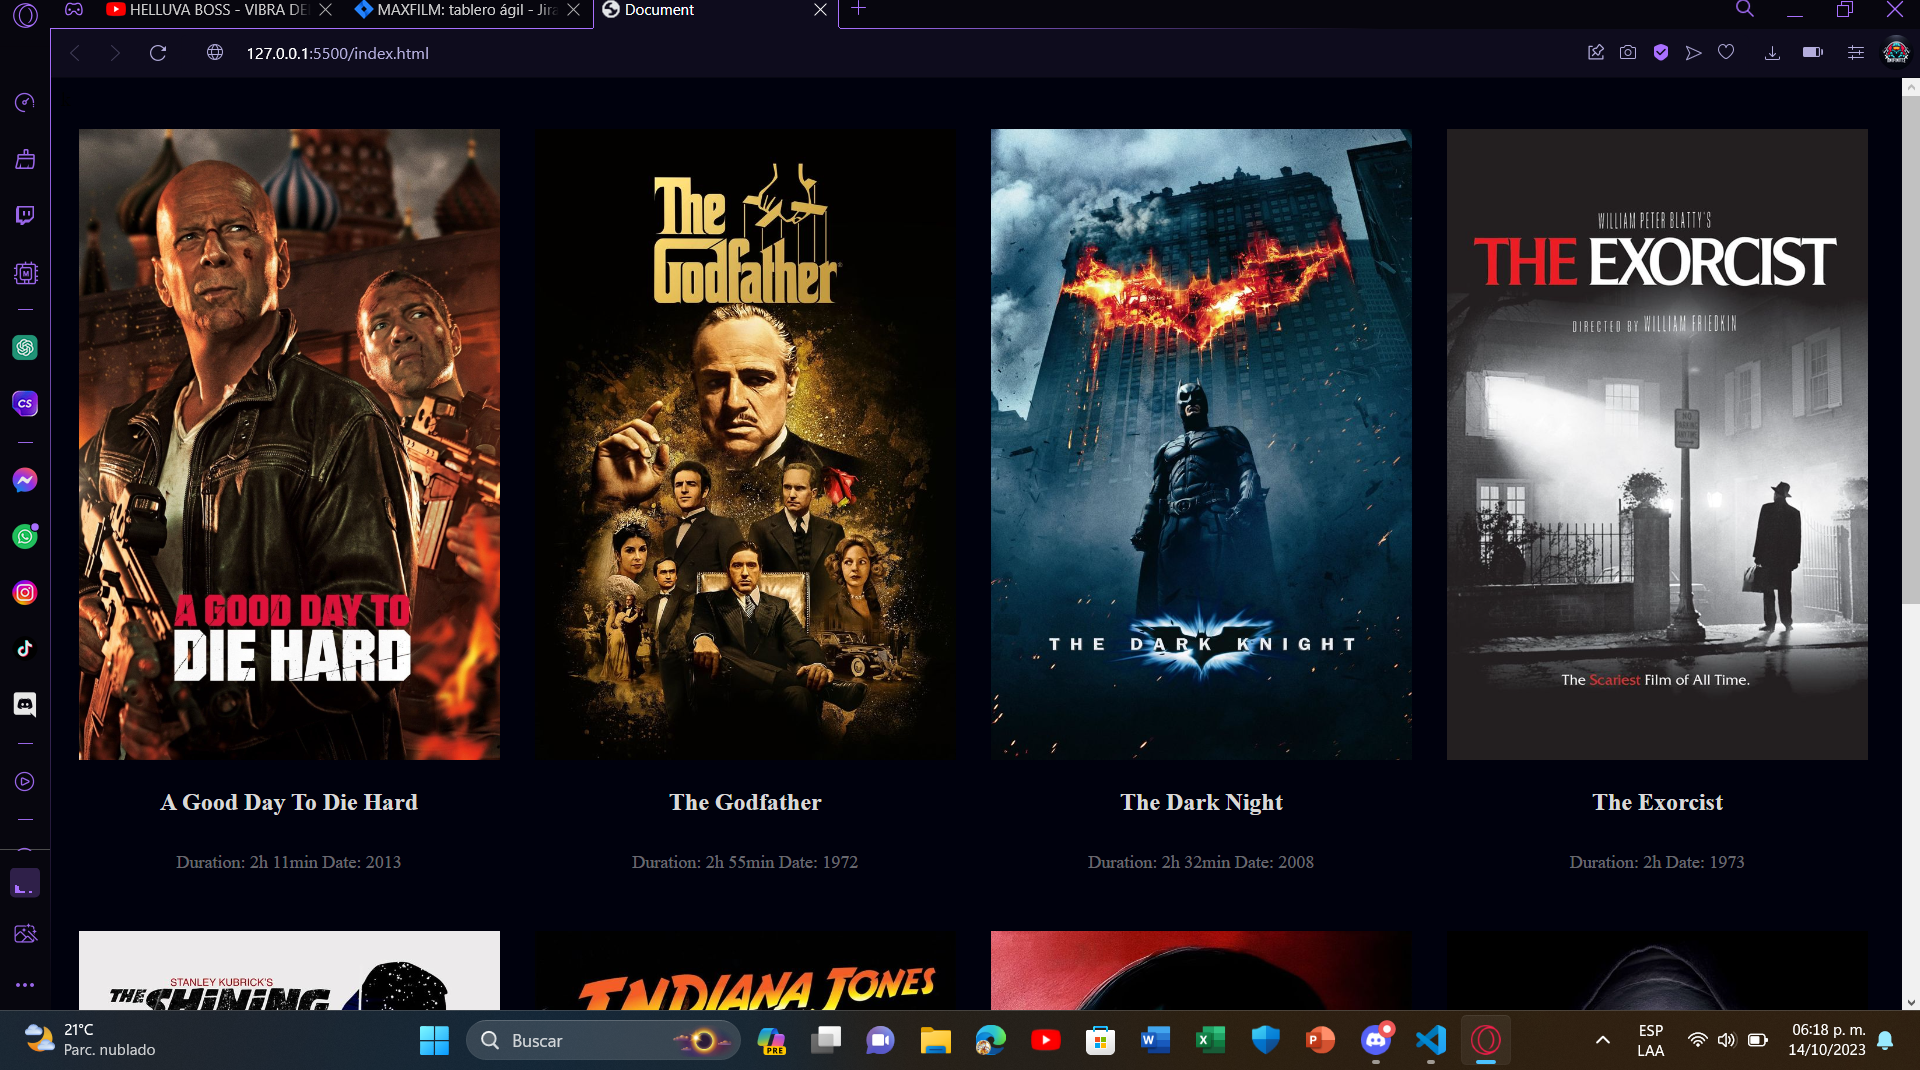 HELLUVA BOSS - VIBRA DE
MAXFILM: tablero ágil - Jira
Document
127.0.0.1:5500/index.html
The
Godfather
WILLIAM PETER BLATTY'S
THE EXORCIST
DIRECTED BY WILLIAM FRIEDKIN
NO
PARKING
ANYTIME
A GOOD DAY TO
DIE HARD
THE DARK KNIGHT
The Scariest Film of All Time.
A Good Day To Die Hard
The Godfather
The Dark Night
The Exorcist
Duration: 2h 11min Date: 2013
Duration: 2h 55min Date: 1972
Duration: 2h 32min Date: 2008
Duration: 2h Date: 1973
STANLEY KUBRICK'S
THE SHiNiNG
INDIANA JONES
21°C
Parc. nublado
Buscar
PRE
ESP
LAA
06:18 p. m.
14/10/2023